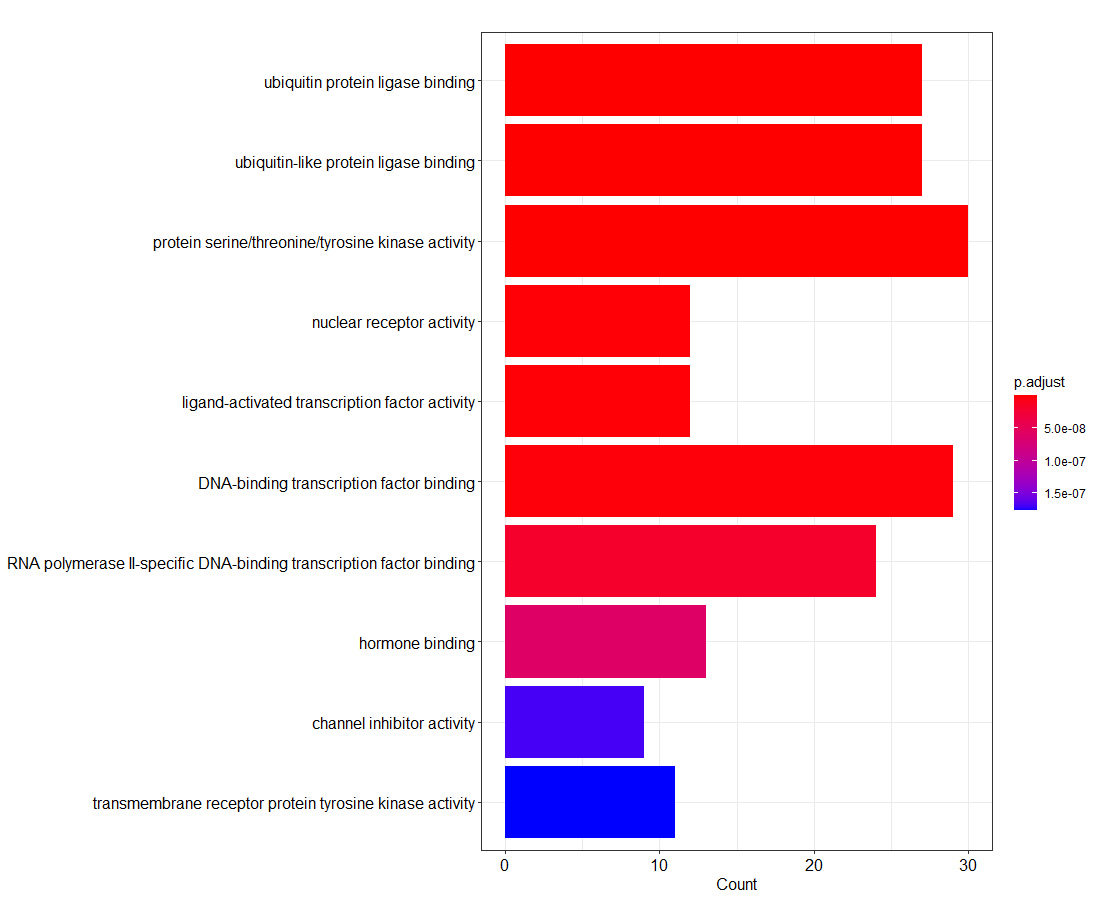 ubiquitin protein ligase binding
ubiquitin-like protein ligase binding
protein serine/threonine/tyrosine kinase activity
nuclear receptor activity
ligand-activated transcription factor activity
DNA-binding transcription factor binding
RNA polymerase II-specific DNA-binding transcription factor binding
hormone binding
channel inhibitor activity
transmembrane receptor protein tyrosine kinase activity
0 10 20 30
Count
p.adjust
5.0e-08
1.0e-07
1.5e-07